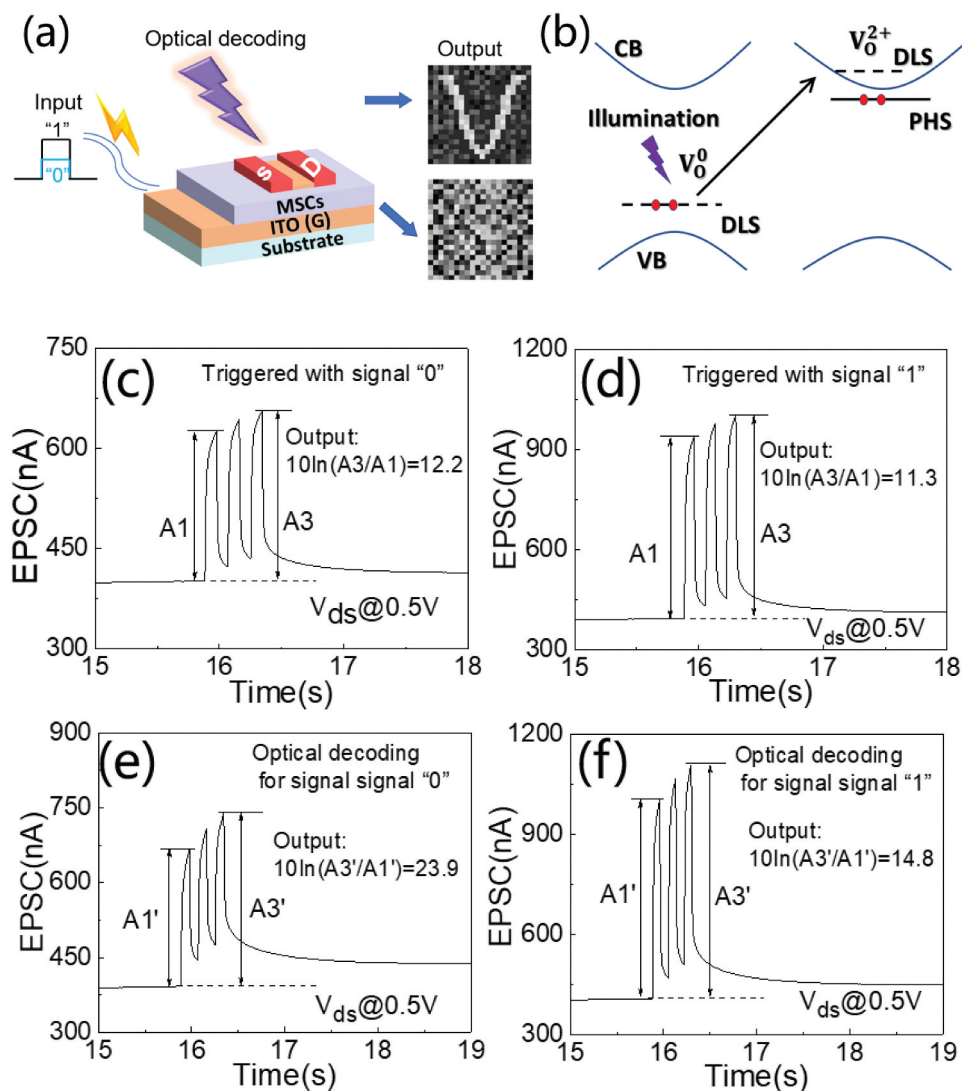 (a)
Optical decoding
Output
Input
"1"
"0"
S
D
MSCs
ITO (G)
Substrate
(b)
CB
V_O^2+
DLS
Illumination
PHS
V_O^0
DLS
VB
(c)
Triggered with signal "0"
Output:
10ln(A3/A1)=12.2
A1
A3
Vds@0.5V
EPSC(nA)
750
600
450
300
15
16
17
18
Time(s)
(d)
Triggered with signal "1"
Output:
10ln(A3/A1)=11.3
A1
A3
Vds@0.5V
EPSC(nA)
1200
900
600
300
15
16
17
18
Time(s)
(e)
Optical decoding
for signal signal "0"
Output:
10ln(A3'/A1')=23.9
A1'
A3'
Vds@0.5V
EPSC(nA)
900
750
600
450
300
15
16
17
18
19
Time(s)
(f)
Optical decoding
for signal signal "1"
Output:
10ln(A3'/A1')=14.8
A1'
A3'
Vds@0.5V
EPSC(nA)
1200
900
600
300
15
16
17
18
19
Time(s)